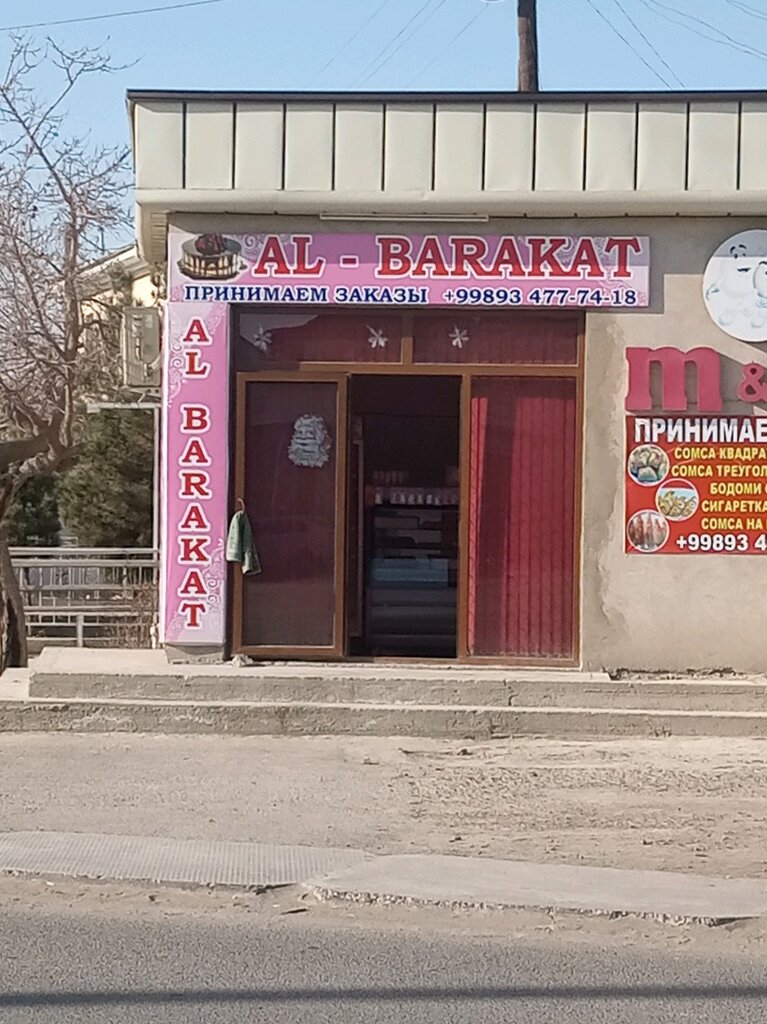 AL - BARAKAT
ПРИНИМАЕМ ЗАКАЗЫ +99893 477-74-18
AL BARAKAT
m &
ПРИНИМАЕ
СОМСА КВАДРА
СОМСА ТРЕУГОЛ
БОДОМИ
СИГАРЕТКА
СОМСА НА
+99893 4